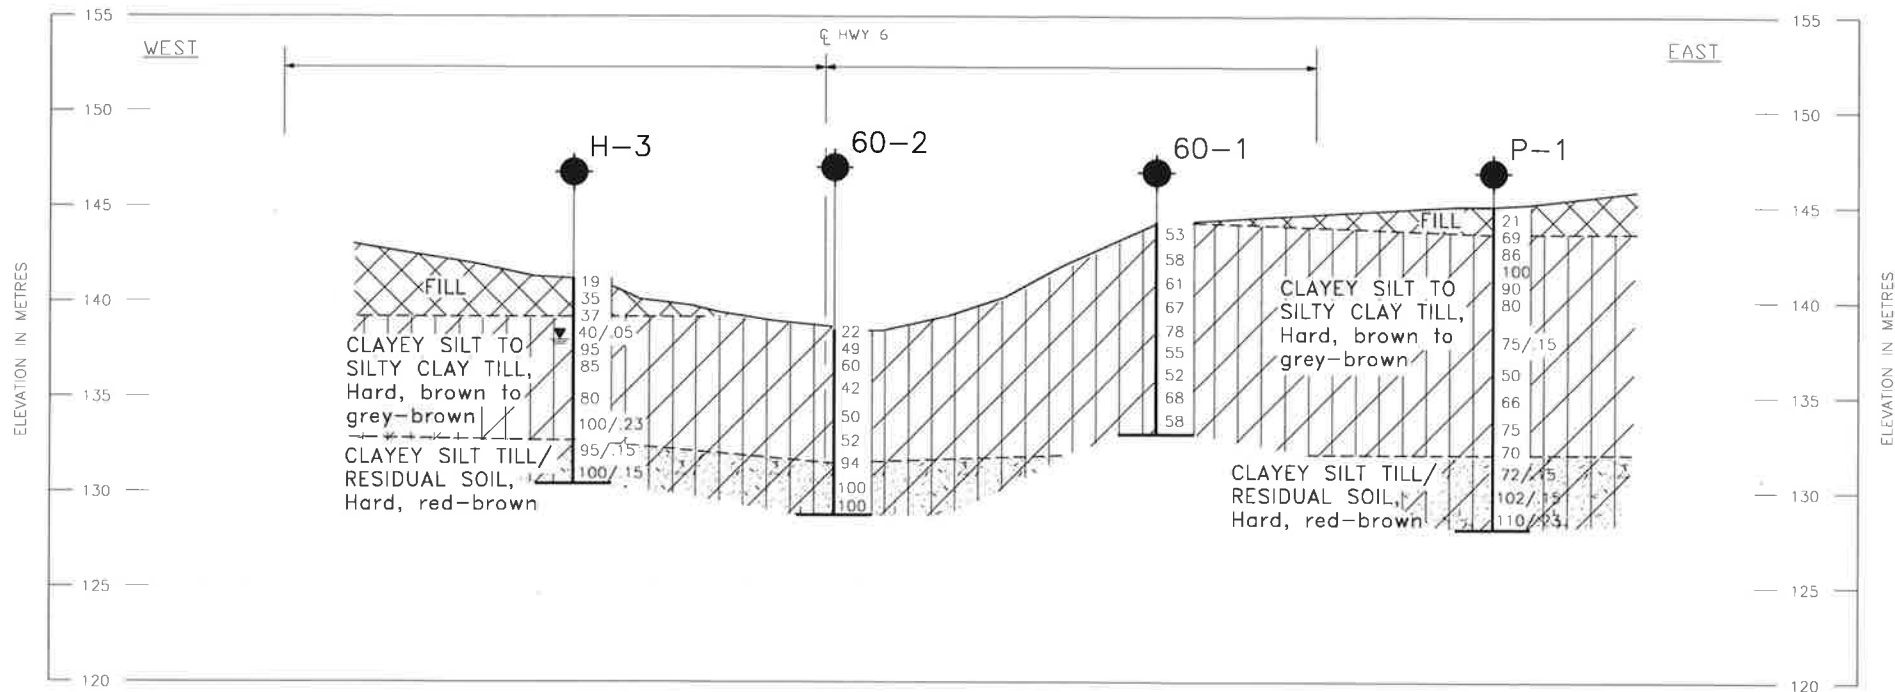 155
WEST
℄ HWY 6
155
EAST
150
150
H-3
60-2
60-1
P-1
145
145
ELEVATION IN METRES
140
135
130
125
120
FILL
19
35
37
40/.05
95
85
80
100/.23
95/.15
100/.15
CLAYEY SILT TO
SILTY CLAY TILL,
Hard, brown to
grey-brown
CLAYEY SILT TILL/
RESIDUAL SOIL,
Hard, red-brown
22
49
60
42
50
52
94
100
100
53
58
61
67
78
55
52
68
58
FILL
CLAYEY SILT TO
SILTY CLAY TILL,
Hard, brown to
grey-brown
CLAYEY SILT TILL/
RESIDUAL SOIL,
Hard, red-brown
21
69
86
100
90
80
75/.15
50
66
75
70
72/.15
102/.15
110/.23
140
135
130
125
120
ELEVATION IN METRES